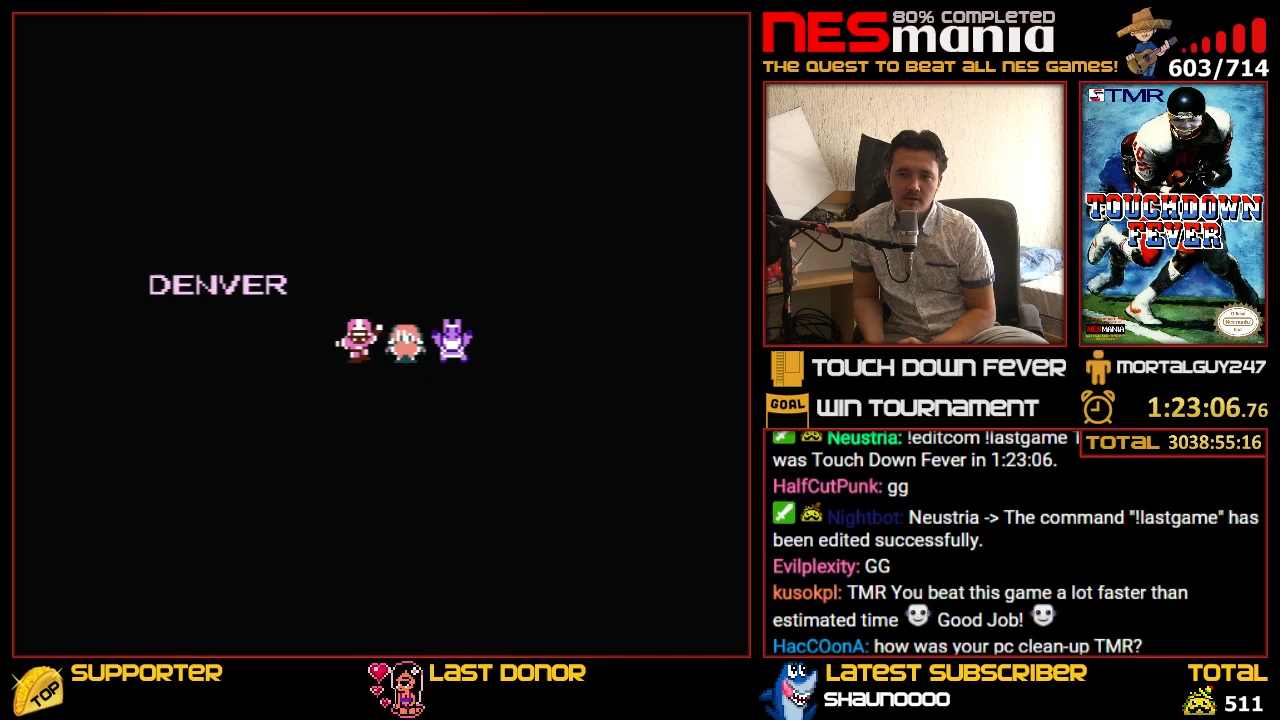 DENVER
NESmania
80% COMPLETED
THE QUEST TO BEAT ALL NES GAMES!
603/714
TMR
TOUCHDOWN
FEVER
NESMANIA
TOUCH DOWN FEVER
MORTALGUY247
GOAL
WIN TOURNAMENT
1:23:06.76
TOTAL 3038:55:16
Neustria: !editcom !lastgame
was Touch Down Fever in 1:23:06.
HalfCutPunk: gg
Nightbot: Neustria -> The command "!lastgame" has
been edited successfully.
Evilplexity: GG
kusokpl: TMR You beat this game a lot faster than
estimated time Good Job!
HacCOonA: how was your pc clean-up TMR?
TOP
SUPPORTER
LAST DONOR
LATEST SUBSCRIBER
SHAUNOOOO
TOTAL
511